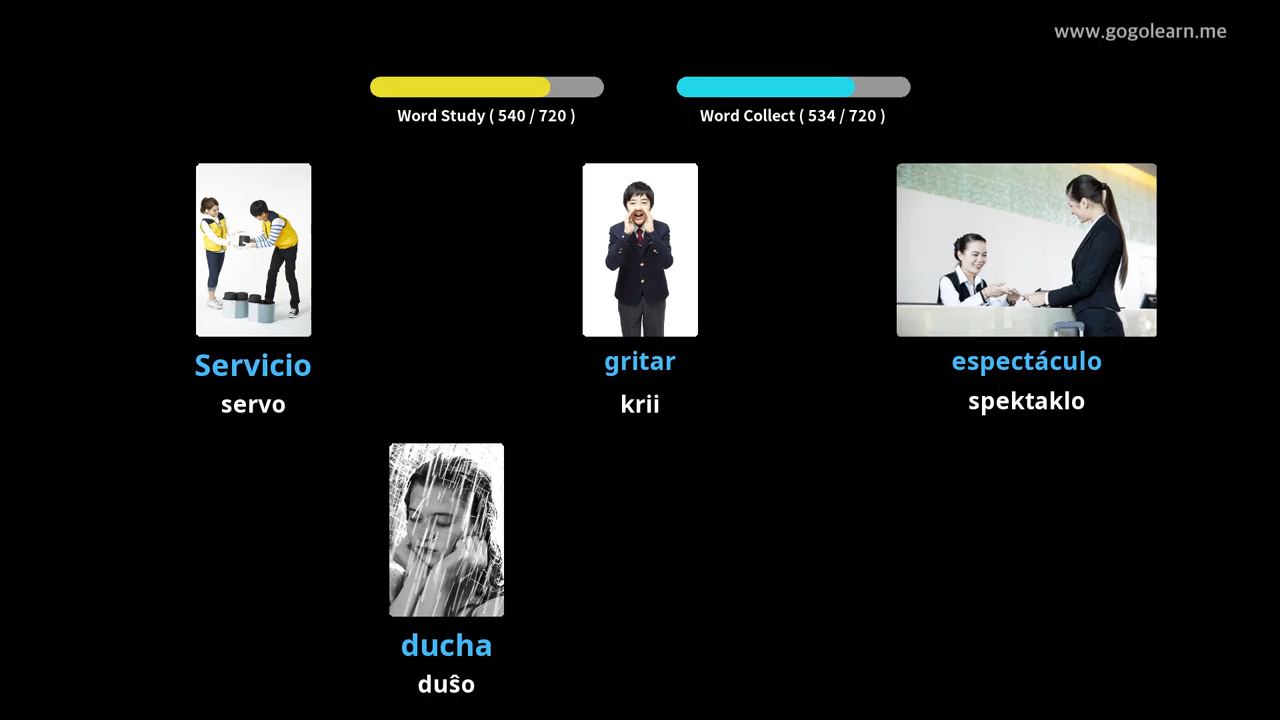 www.gogolearn.me
Word Study ( 540 / 720 )
Word Collect ( 534 / 720 )
Servicio
servo
gritar
krii
espectáculo
spektaklo
ducha
duŝo